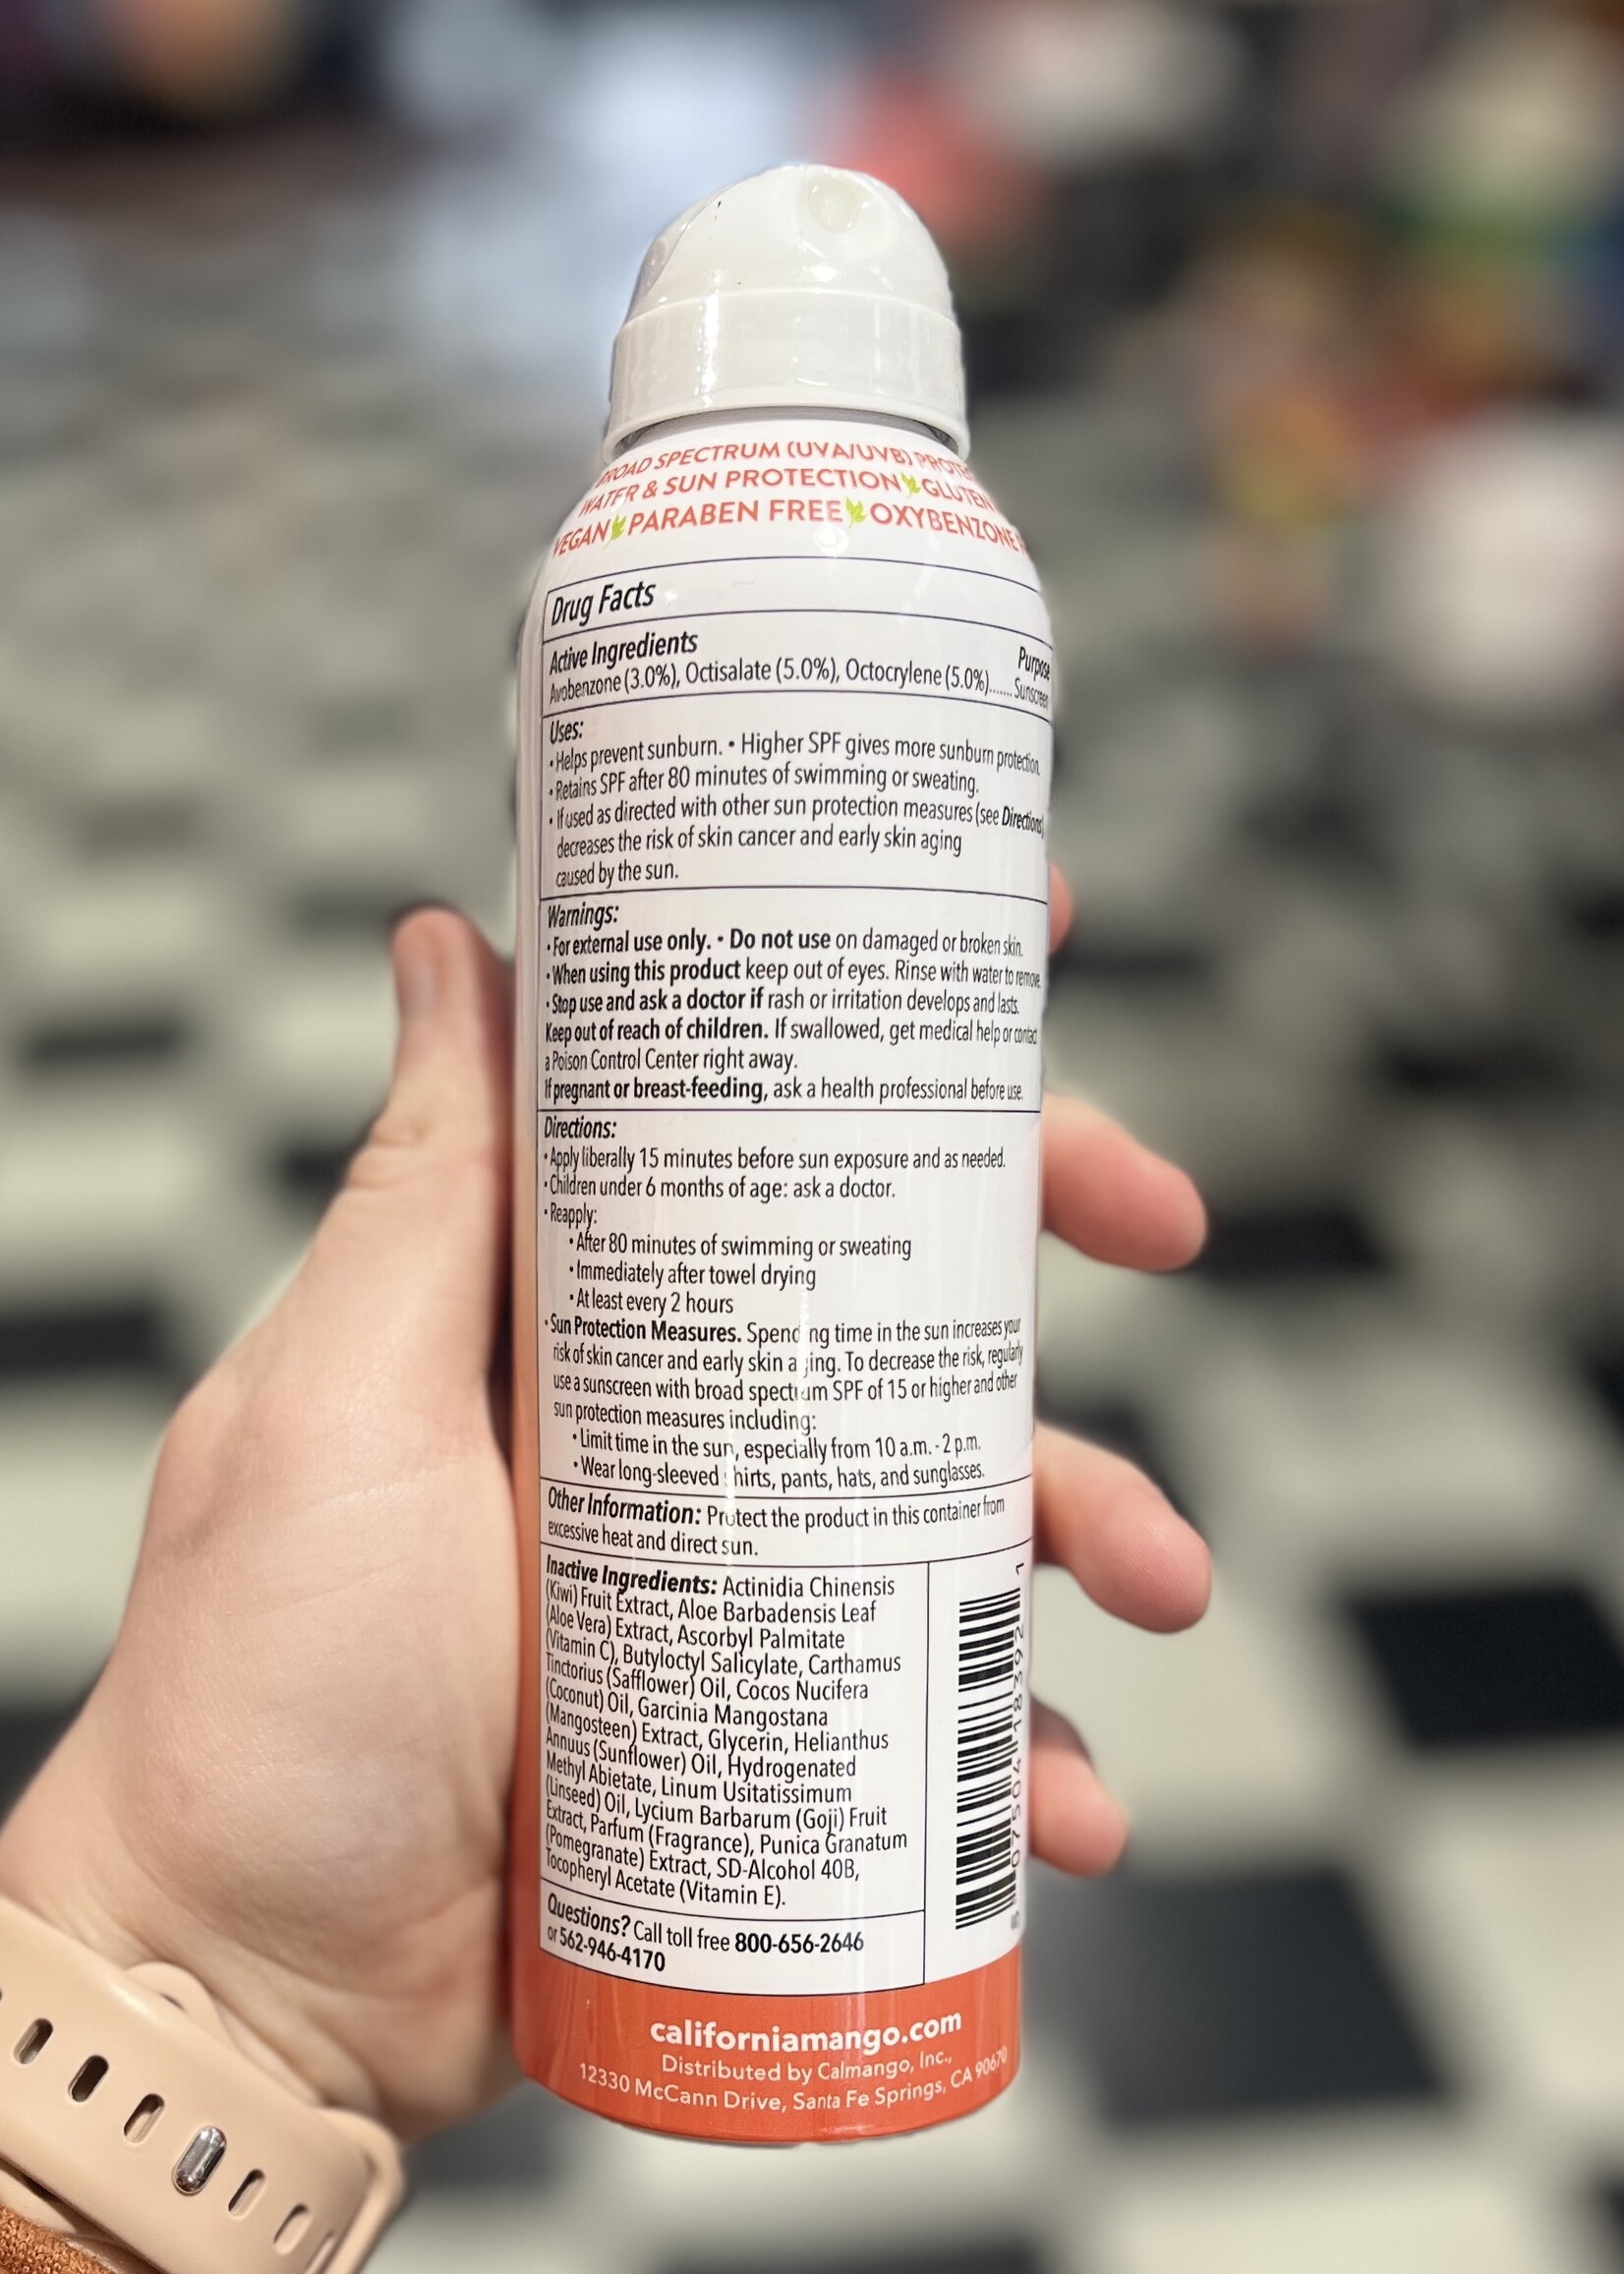 BROAD SPECTRUM (UVA/UVB) PROTE
WATER & SUN PROTECTION GLUTEN
VEGAN PARABEN FREE OXYBENZONE
Drug Facts
Active Ingredients Purpose
Avobenzone (3.0%), Octisalate (5.0%), Octocrylene (5.0%)....... Sunscreen
Uses:
• Helps prevent sunburn. • Higher SPF gives more sunburn protection.
• Retains SPF after 80 minutes of swimming or sweating.
• If used as directed with other sun protection measures (see Directions)
decreases the risk of skin cancer and early skin aging
caused by the sun.
Warnings:
• For external use only. • Do not use on damaged or broken skin.
• When using this product keep out of eyes. Rinse with water to remove.
• Stop use and ask a doctor if rash or irritation develops and lasts.
Keep out of reach of children. If swallowed, get medical help or contact
a Poison Control Center right away.
If pregnant or breast-feeding, ask a health professional before use.
Directions:
• Apply liberally 15 minutes before sun exposure and as needed.
• Children under 6 months of age: ask a doctor.
• Reapply:
• After 80 minutes of swimming or sweating
• Immediately after towel drying
• At least every 2 hours
• Sun Protection Measures. Spending time in the sun increases your
risk of skin cancer and early skin aging. To decrease the risk, regularly
use a sunscreen with broad spectrum SPF of 15 or higher and other
sun protection measures including:
• Limit time in the sun, especially from 10 a.m. - 2 p.m.
• Wear long-sleeved shirts, pants, hats, and sunglasses.
Other Information: Protect the product in this container from
excessive heat and direct sun.
Inactive Ingredients: Actinidia Chinensis
(Kiwi) Fruit Extract, Aloe Barbadensis Leaf
(Aloe Vera) Extract, Ascorbyl Palmitate
(Vitamin C), Butyloctyl Salicylate, Carthamus
Tinctorius (Safflower) Oil, Cocos Nucifera
(Coconut) Oil, Garcinia Mangostana
(Mangosteen) Extract, Glycerin, Helianthus
Annuus (Sunflower) Oil, Hydrogenated
Methyl Abietate, Linum Usitatissimum
(Linseed) Oil, Lycium Barbarum (Goji) Fruit
Extract, Parfum (Fragrance), Punica Granatum
(Pomegranate) Extract, SD-Alcohol 40B,
Tocopheryl Acetate (Vitamin E).
Questions? Call toll free 800-656-2646
or 562-946-4170
californiamango.com
Distributed by Calmango, Inc.,
12330 McCann Drive, Santa Fe Springs, CA 90670